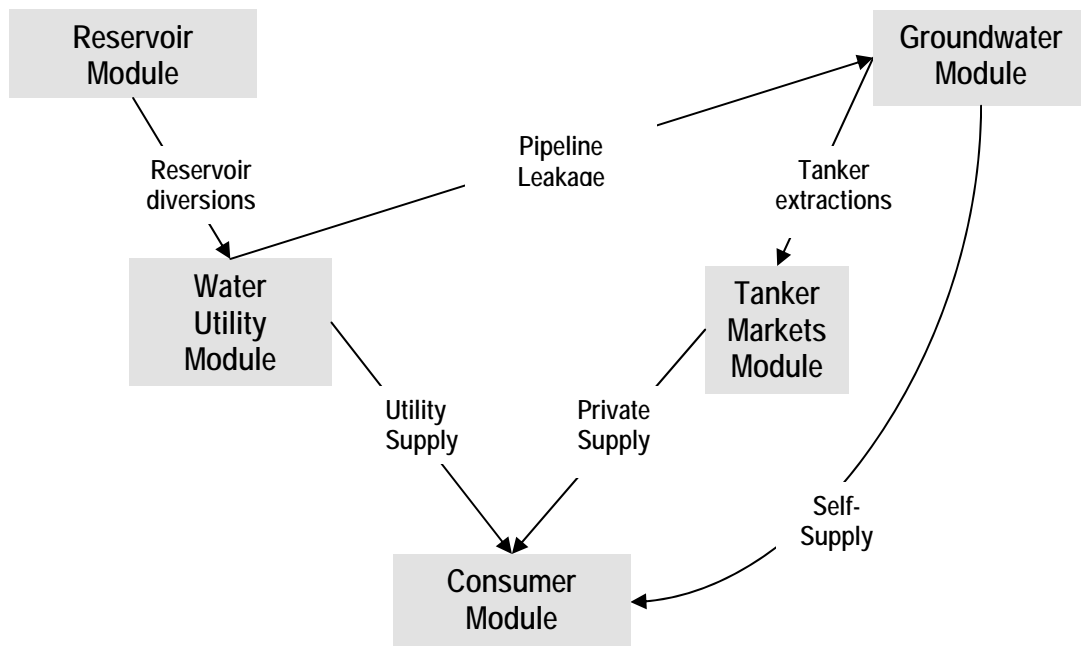 Reservoir
Module
Groundwater
Module
Pipeline
Leakage
Reservoir
diversions
Tanker
extractions
Water
Utility
Module
Tanker
Markets
Module
Utility
Supply
Private
Supply
Self-
Supply
Consumer
Module